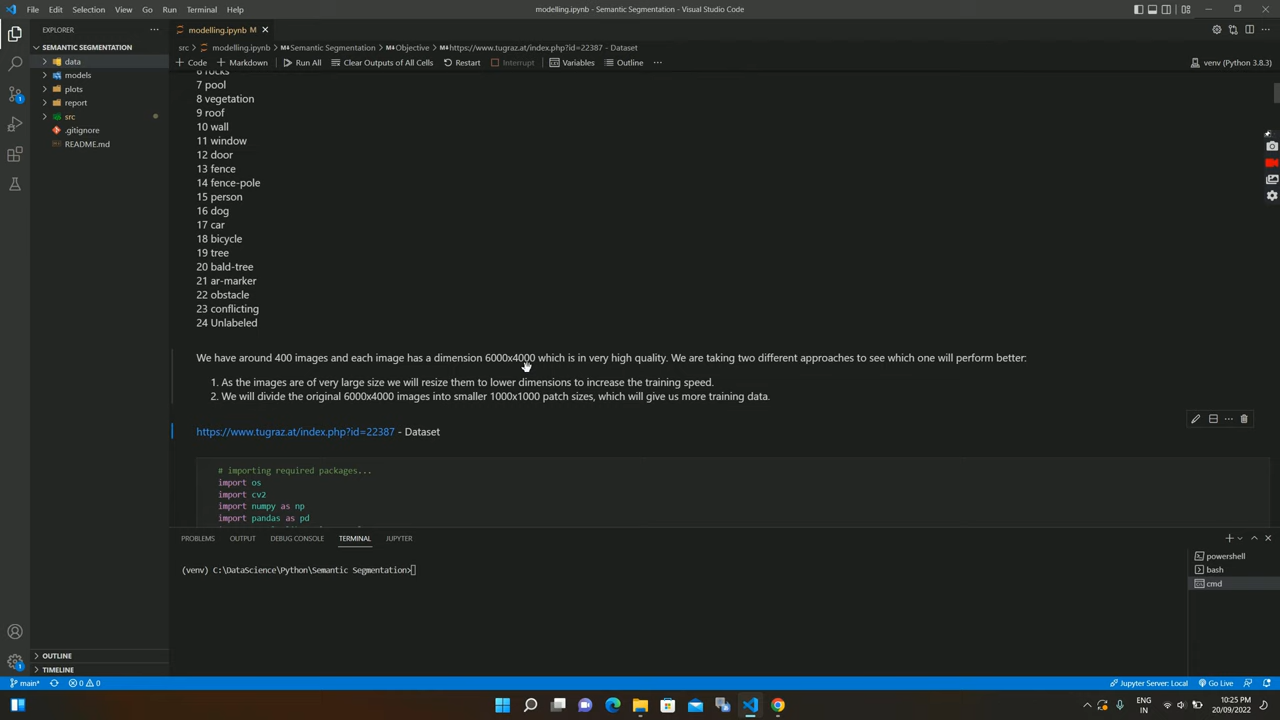 File Edit Selection View Go Run Terminal Help
modelling.ipynb - Semantic Segmentation - Visual Studio Code
EXPLORER
modelling.ipynb M
SEMANTIC SEGMENTATION
src > modelling.ipynb > Semantic Segmentation > Objective > https://www.tugraz.at/index.php?id=22387 - Dataset
+ Code + Markdown Run All Clear Outputs of All Cells Restart Interrupt Variables Outline ···
venv (Python 3.8.3)
data
models
plots
report
src
.gitignore
README.md
6 rocks
7 pool
8 vegetation
9 roof
10 wall
11 window
12 door
13 fence
14 fence-pole
15 person
16 dog
17 car
18 bicycle
19 tree
20 bald-tree
21 ar-marker
22 obstacle
23 conflicting
24 Unlabeled
We have around 400 images and each image has a dimension 6000x4000 which is in very high quality. We are taking two different approaches to see which one will perform better:
1. As the images are of very large size we will resize them to lower dimensions to increase the training speed.
2. We will divide the original 6000x4000 images into smaller 1000x1000 patch sizes, which will give us more training data.
https://www.tugraz.at/index.php?id=22387 - Dataset
# importing required packages...
import os
import cv2
import numpy as np
import pandas as pd
PROBLEMS OUTPUT DEBUG CONSOLE TERMINAL JUPYTER
(venv) C:\DataScience\Python\Semantic Segmentation>
powershell
bash
cmd
OUTLINE
TIMELINE
1
1
main* 0 0
Jupyter Server: Local Go Live
ENG
IN
10:25 PM
20/09/2022